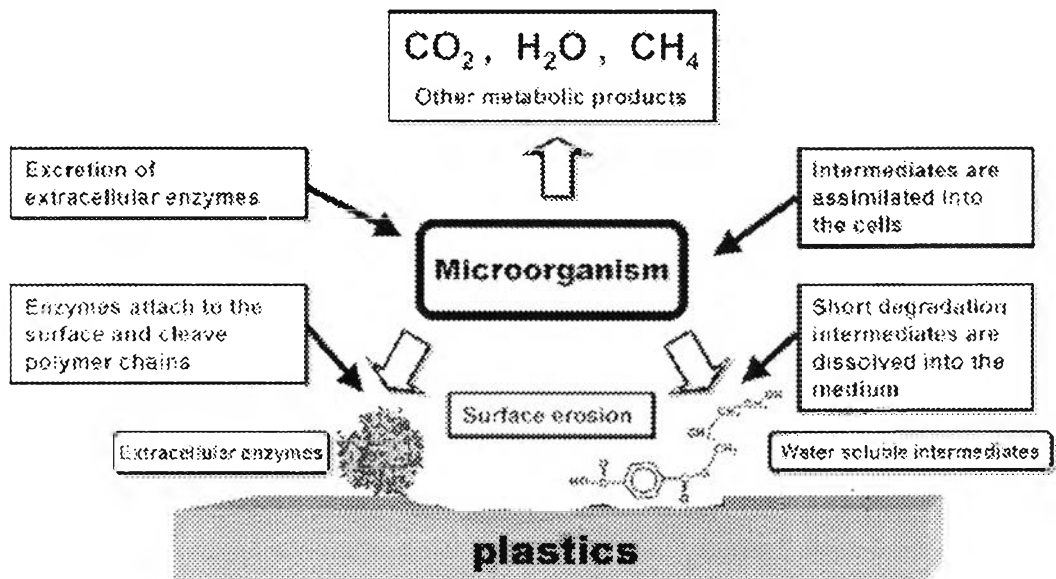 CO₂, H₂O, CH₄
Other metabolic products
Excretion of
extracellular enzymes
Intermediates are
assimilated into
the cells
Microorganism
Enzymes attach to the
surface and cleave
polymer chains
Short degradation
intermediates are
dissolved into the
medium
Surface erosion
Extracellular enzymes
Water soluble intermediates
plastics